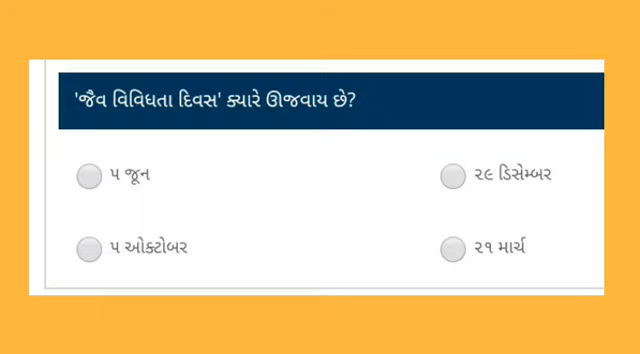 'જૈવ વિવિધતા દિવસ' ક્યારે ઊજવાય છે?
૫ જૂન
૨૯ ડિસેમ્બર
૫ ઓક્ટોબર
૨૧ માર્ચ